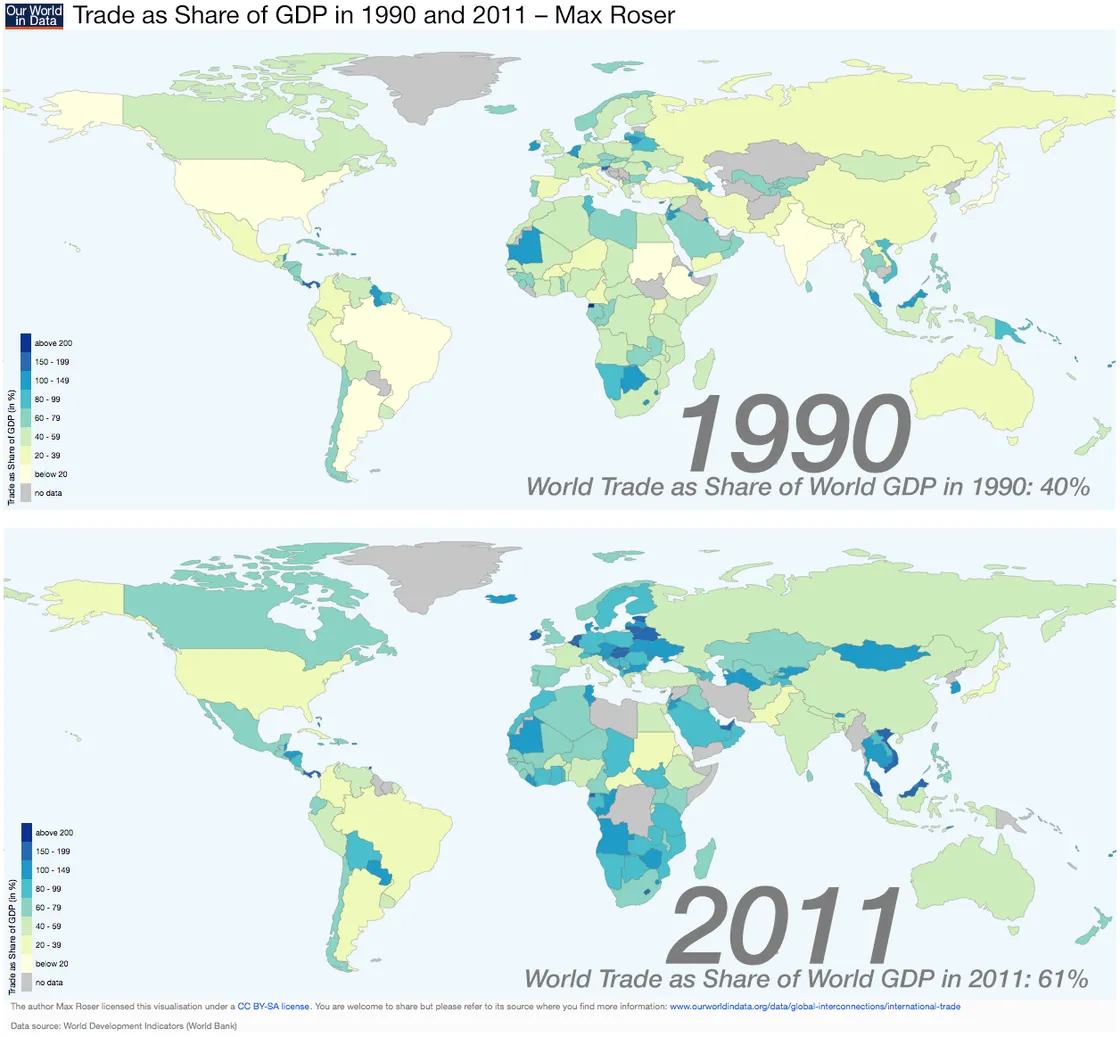 Our World
in Data
Trade as Share of GDP in 1990 and 2011 – Max Roser
Trade as Share of GDP (in %)
above 200
150 - 199
100 - 149
80 - 99
60 - 79
40 - 59
20 - 39
below 20
no data
1990
World Trade as Share of World GDP in 1990: 40%
Trade as Share of GDP (in %)
above 200
150 - 199
100 - 149
80 - 99
60 - 79
40 - 59
20 - 39
below 20
no data
2011
World Trade as Share of World GDP in 2011: 61%
The author Max Roser licensed this visualisation under a CC BY-SA license. You are welcome to share but please refer to its source where you find more information: www.ourworldindata.org/data/global-interconnections/international-trade
Data source: World Development Indicators (World Bank)